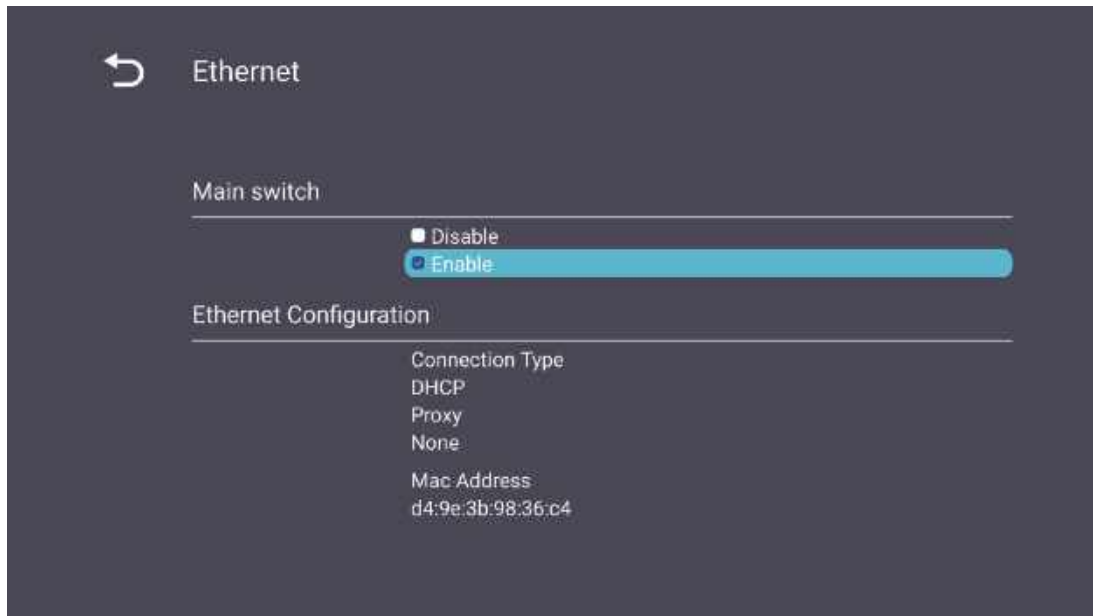 Ethernet
Main switch
Disable
Enable
Ethernet Configuration
Connection Type
DHCP
Proxy
None
Mac Address
d4:9e:3b:98:36:c4